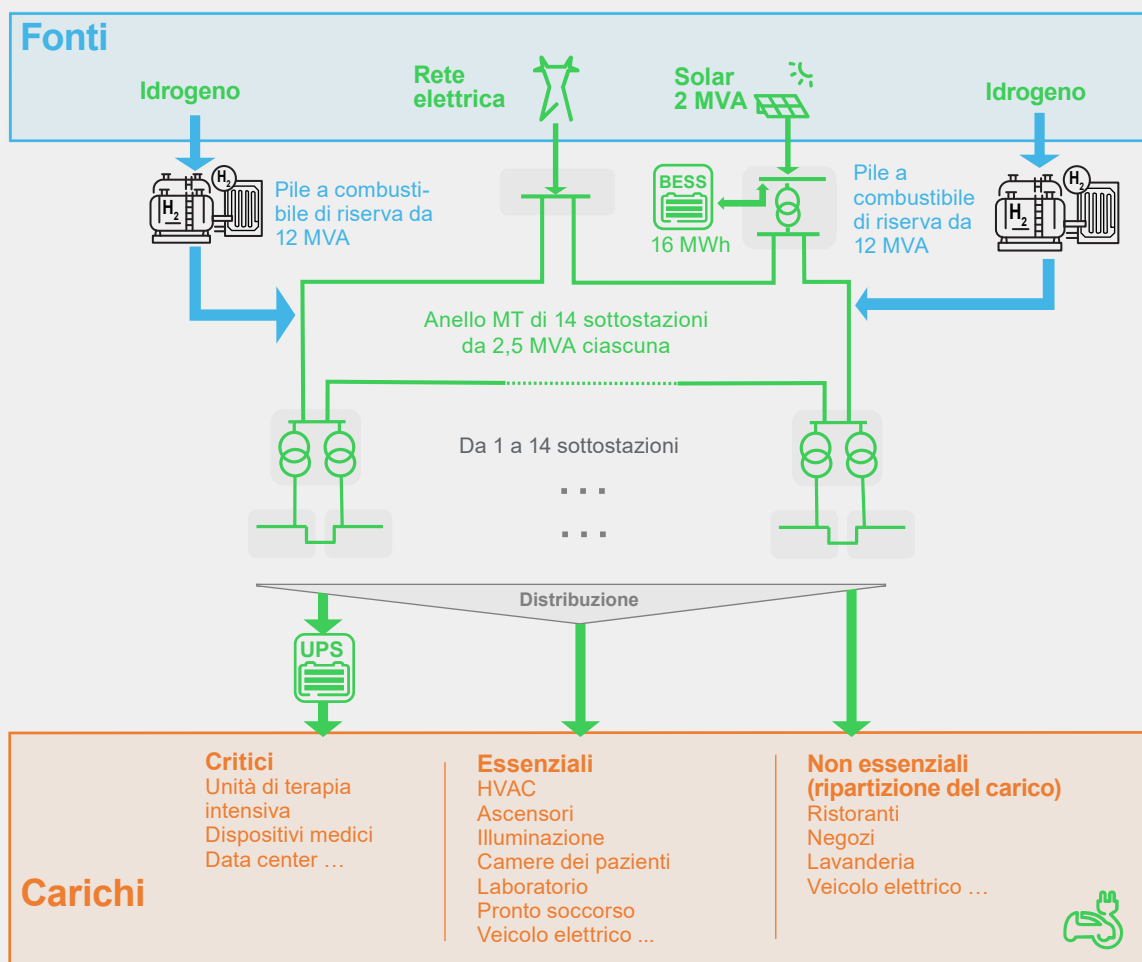 Fonti
Idrogeno
Rete
elettrica
Solar
2 MVA
Idrogeno
H2
H2
Pile a combusti-
bile di riserva da
12 MVA
BESS
16 MWh
Pile a
combustibile
di riserva da
12 MVA
H2
H2
Anello MT di 14 sottostazioni
da 2,5 MVA ciascuna
Da 1 a 14 sottostazioni
. . .
. . .
Distribuzione
UPS
Carichi
Critici
Unità di terapia
intensiva
Dispositivi medici
Data center …
Essenziali
HVAC
Ascensori
Illuminazione
Camere dei pazienti
Laboratorio
Pronto soccorso
Veicolo elettrico ...
Non essenziali
(ripartizione del carico)
Ristoranti
Negozi
Lavanderia
Veicolo elettrico …